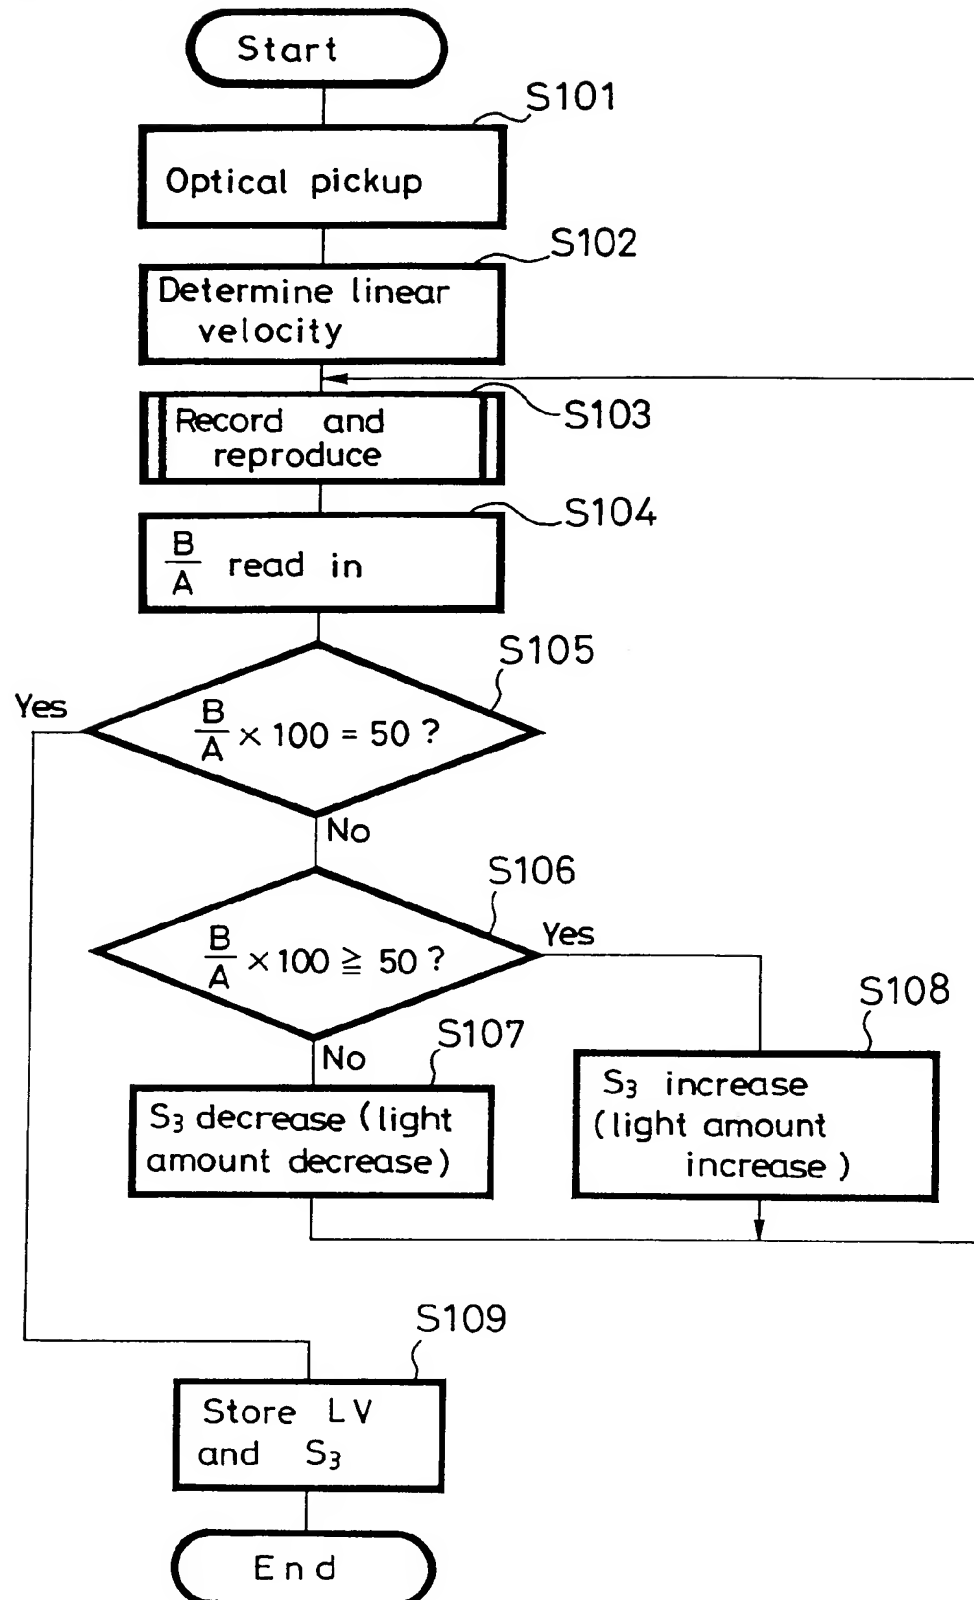 Start
S101
Optical pickup
S102
Determine linear
velocity
S103
Record and
reproduce
S104
B/A read in
S105
Yes
B/A × 100 = 50 ?
No
S106
B/A × 100 ≧ 50 ?
Yes
No
S107
S₃ decrease (light
amount decrease)
S108
S₃ increase
(light amount
increase)
S109
Store LV
and S₃
End